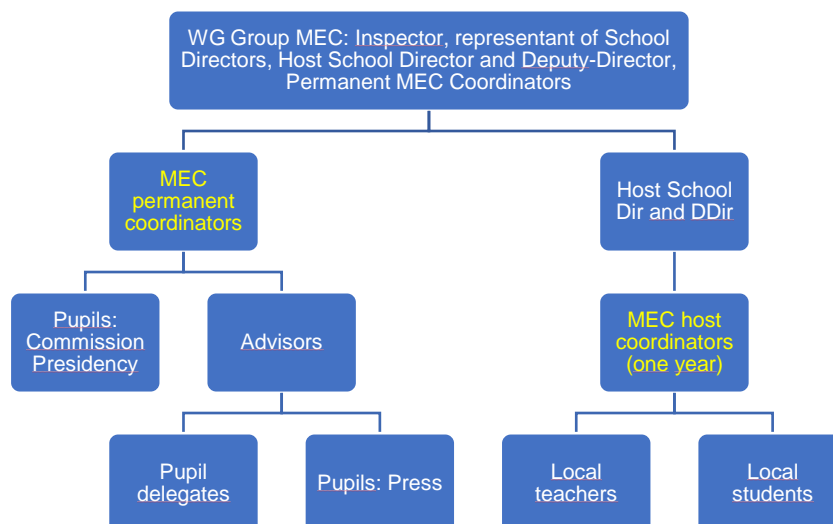 WG Group MEC: Inspector, representant of School
Directors, Host School Director and Deputy-Director,
Permanent MEC Coordinators
MEC
permanent
coordinators
Host School
Dir and DDir
Pupils:
Commission
Presidency
Advisors
MEC host
coordinators
(one year)
Pupil
delegates
Pupils: Press
Local
teachers
Local
students